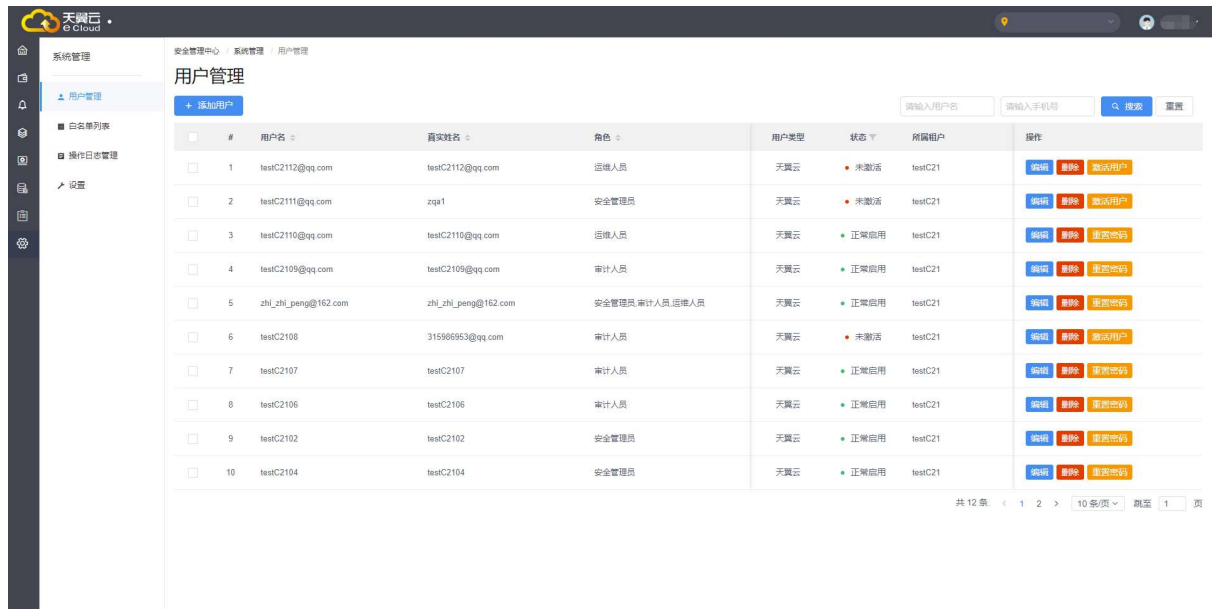 天翼云
e Cloud
系统管理
用户管理
白名单列表
操作日志管理
设置
安全管理中心 / 系统管理 / 用户管理
用户管理
+ 添加用户 请输入用户名 请输入手机号 搜索 重置
# 用户名 真实姓名 角色 用户类型 状态 所属租户 操作
1 testC2112@qq.com testC2112@qq.com 运维人员 天翼云 未激活 testC21 编辑 删除 激活用户
2 testC2111@qq.com zqa1 安全管理员 天翼云 未激活 testC21 编辑 删除 激活用户
3 testC2110@qq.com testC2110@qq.com 运维人员 天翼云 正常启用 testC21 编辑 删除 重置密码
4 testC2109@qq.com testC2109@qq.com 审计人员 天翼云 正常启用 testC21 编辑 删除 重置密码
5 zhi_zhi_peng@162.com zhi_zhi_peng@162.com 安全管理员,审计人员,运维人员 天翼云 正常启用 testC21 编辑 删除 重置密码
6 testC2108 315986953@qq.com 审计人员 天翼云 未激活 testC21 编辑 删除 激活用户
7 testC2107 testC2107 审计人员 天翼云 正常启用 testC21 编辑 删除 重置密码
8 testC2106 testC2106 审计人员 天翼云 正常启用 testC21 编辑 删除 重置密码
9 testC2102 testC2102 安全管理员 天翼云 正常启用 testC21 编辑 删除 重置密码
10 testC2104 testC2104 安全管理员 天翼云 正常启用 testC21 编辑 删除 重置密码
共 12 条 < 1 2 > 10 条/页 跳至 1 页